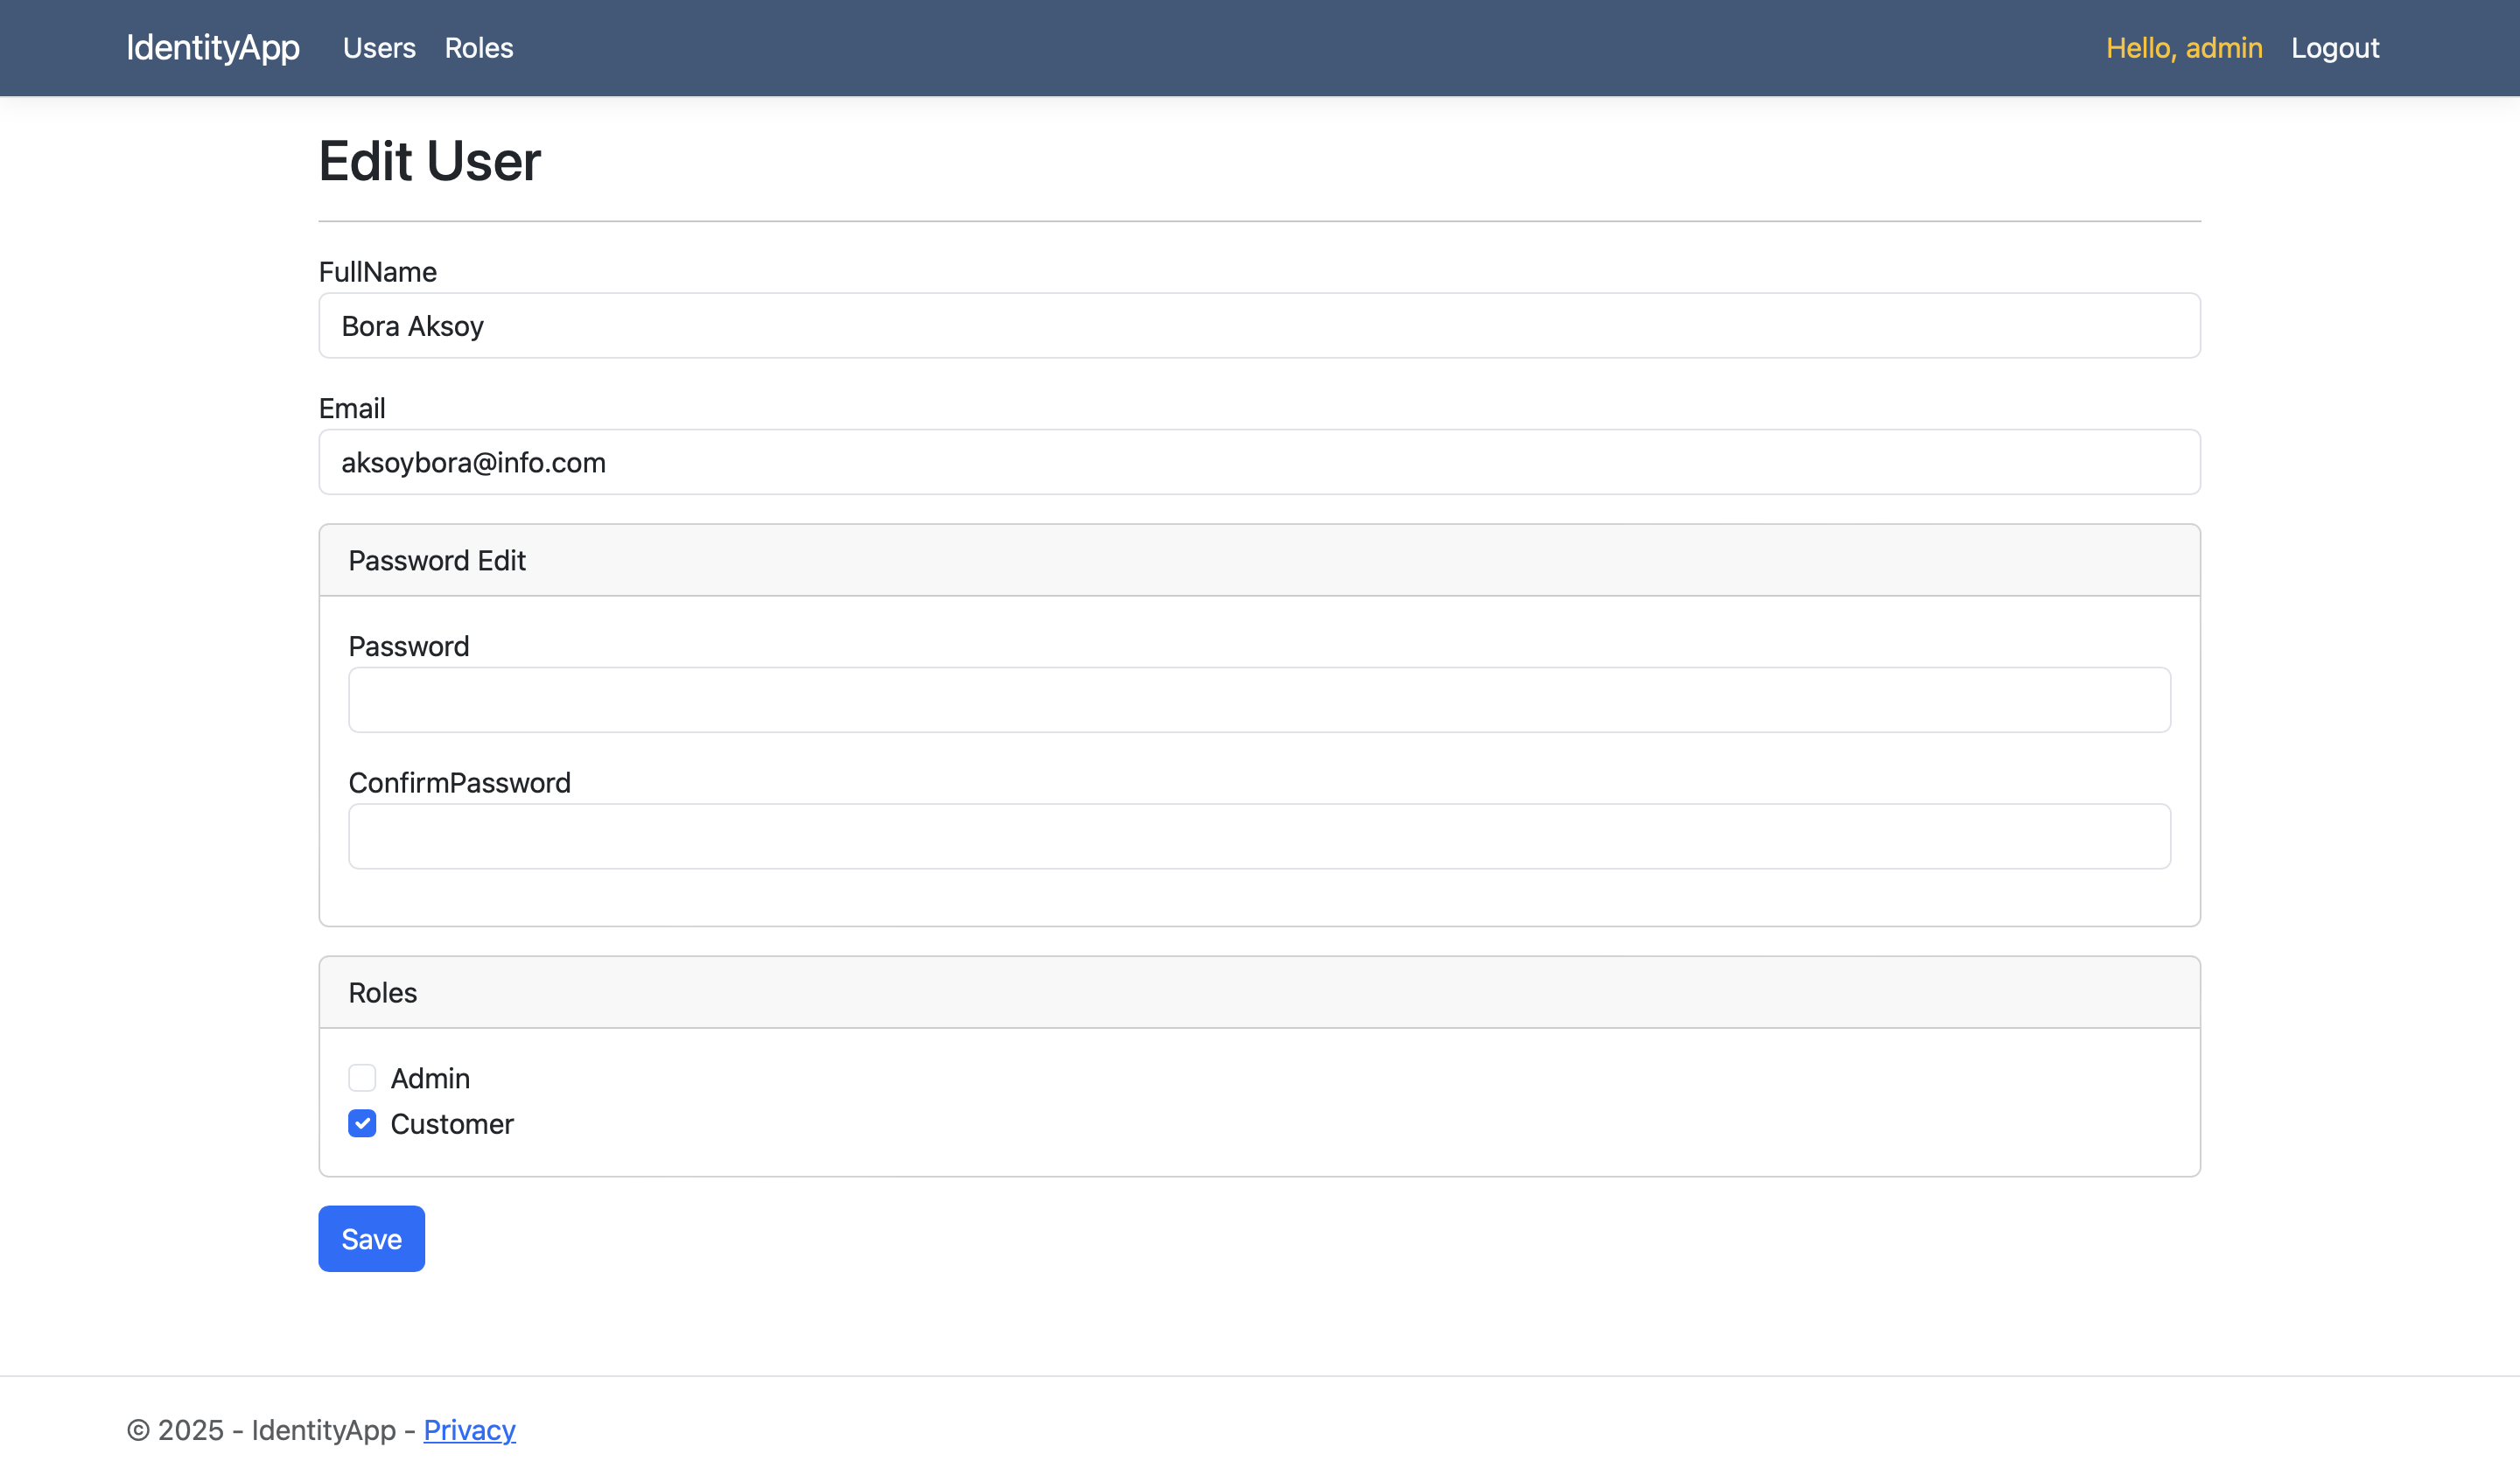 IdentityApp Users Roles Hello, admin Logout
Edit User
FullName
Bora Aksoy
Email
aksoybora@info.com
Password Edit
Password
ConfirmPassword
Roles
Admin
Customer
Save
© 2025 - IdentityApp - Privacy